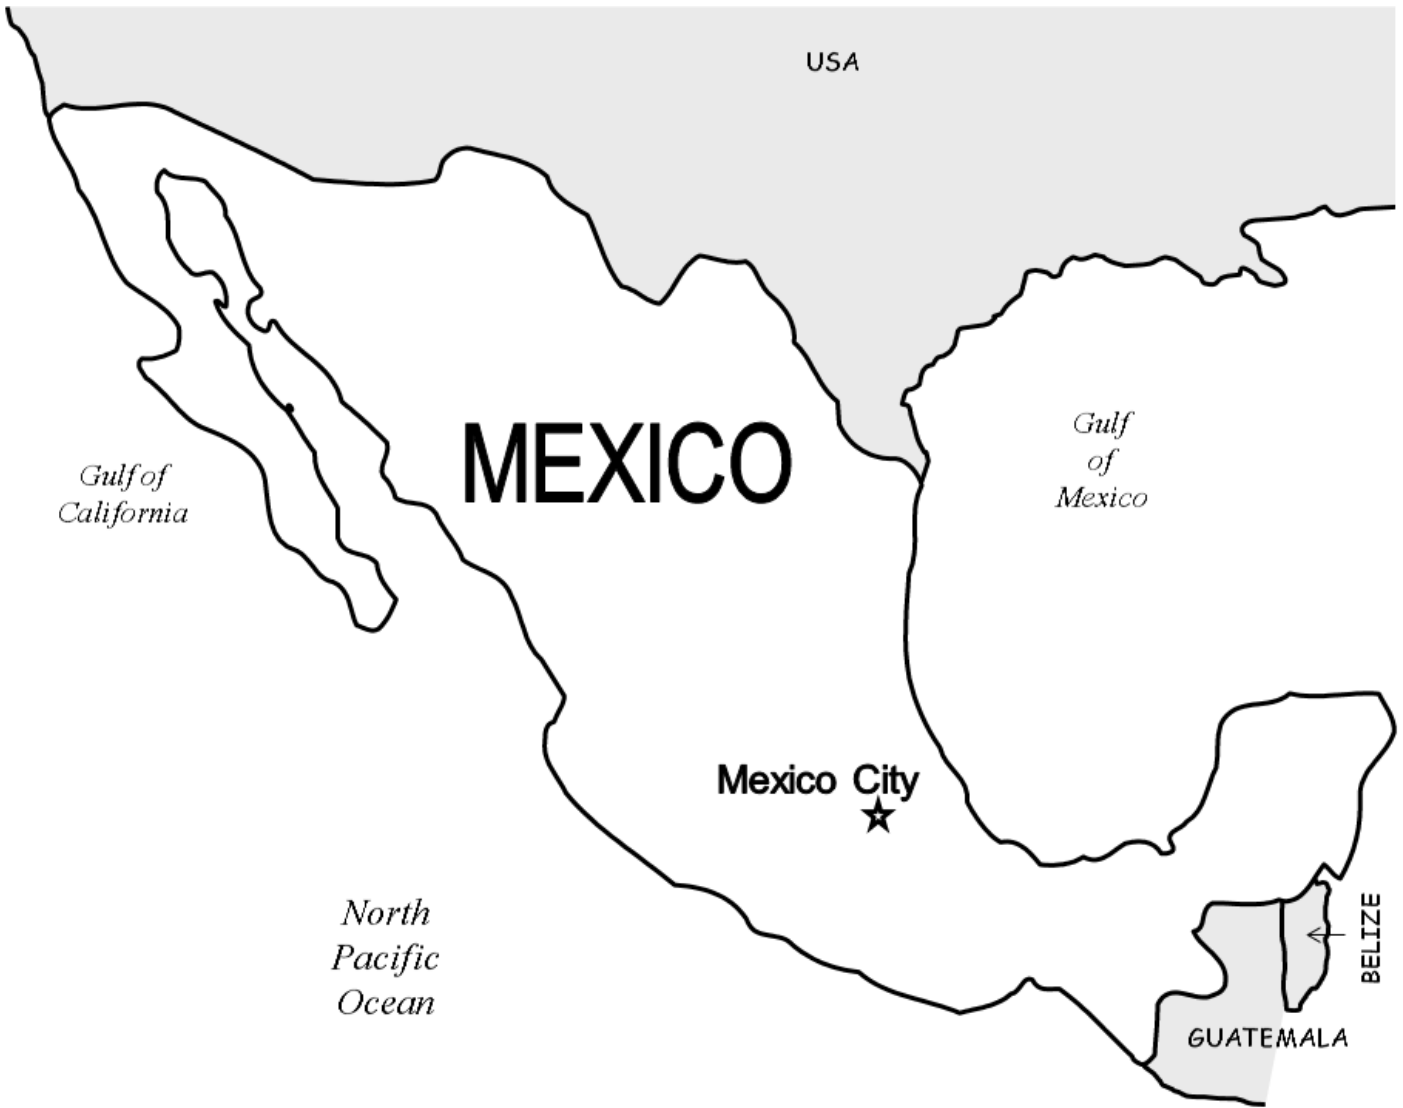 USA
Gulf
of
Mexico
MEXICO
Gulf of
California
Mexico City
North
Pacific
Ocean
BELIZE
GUATEMALA